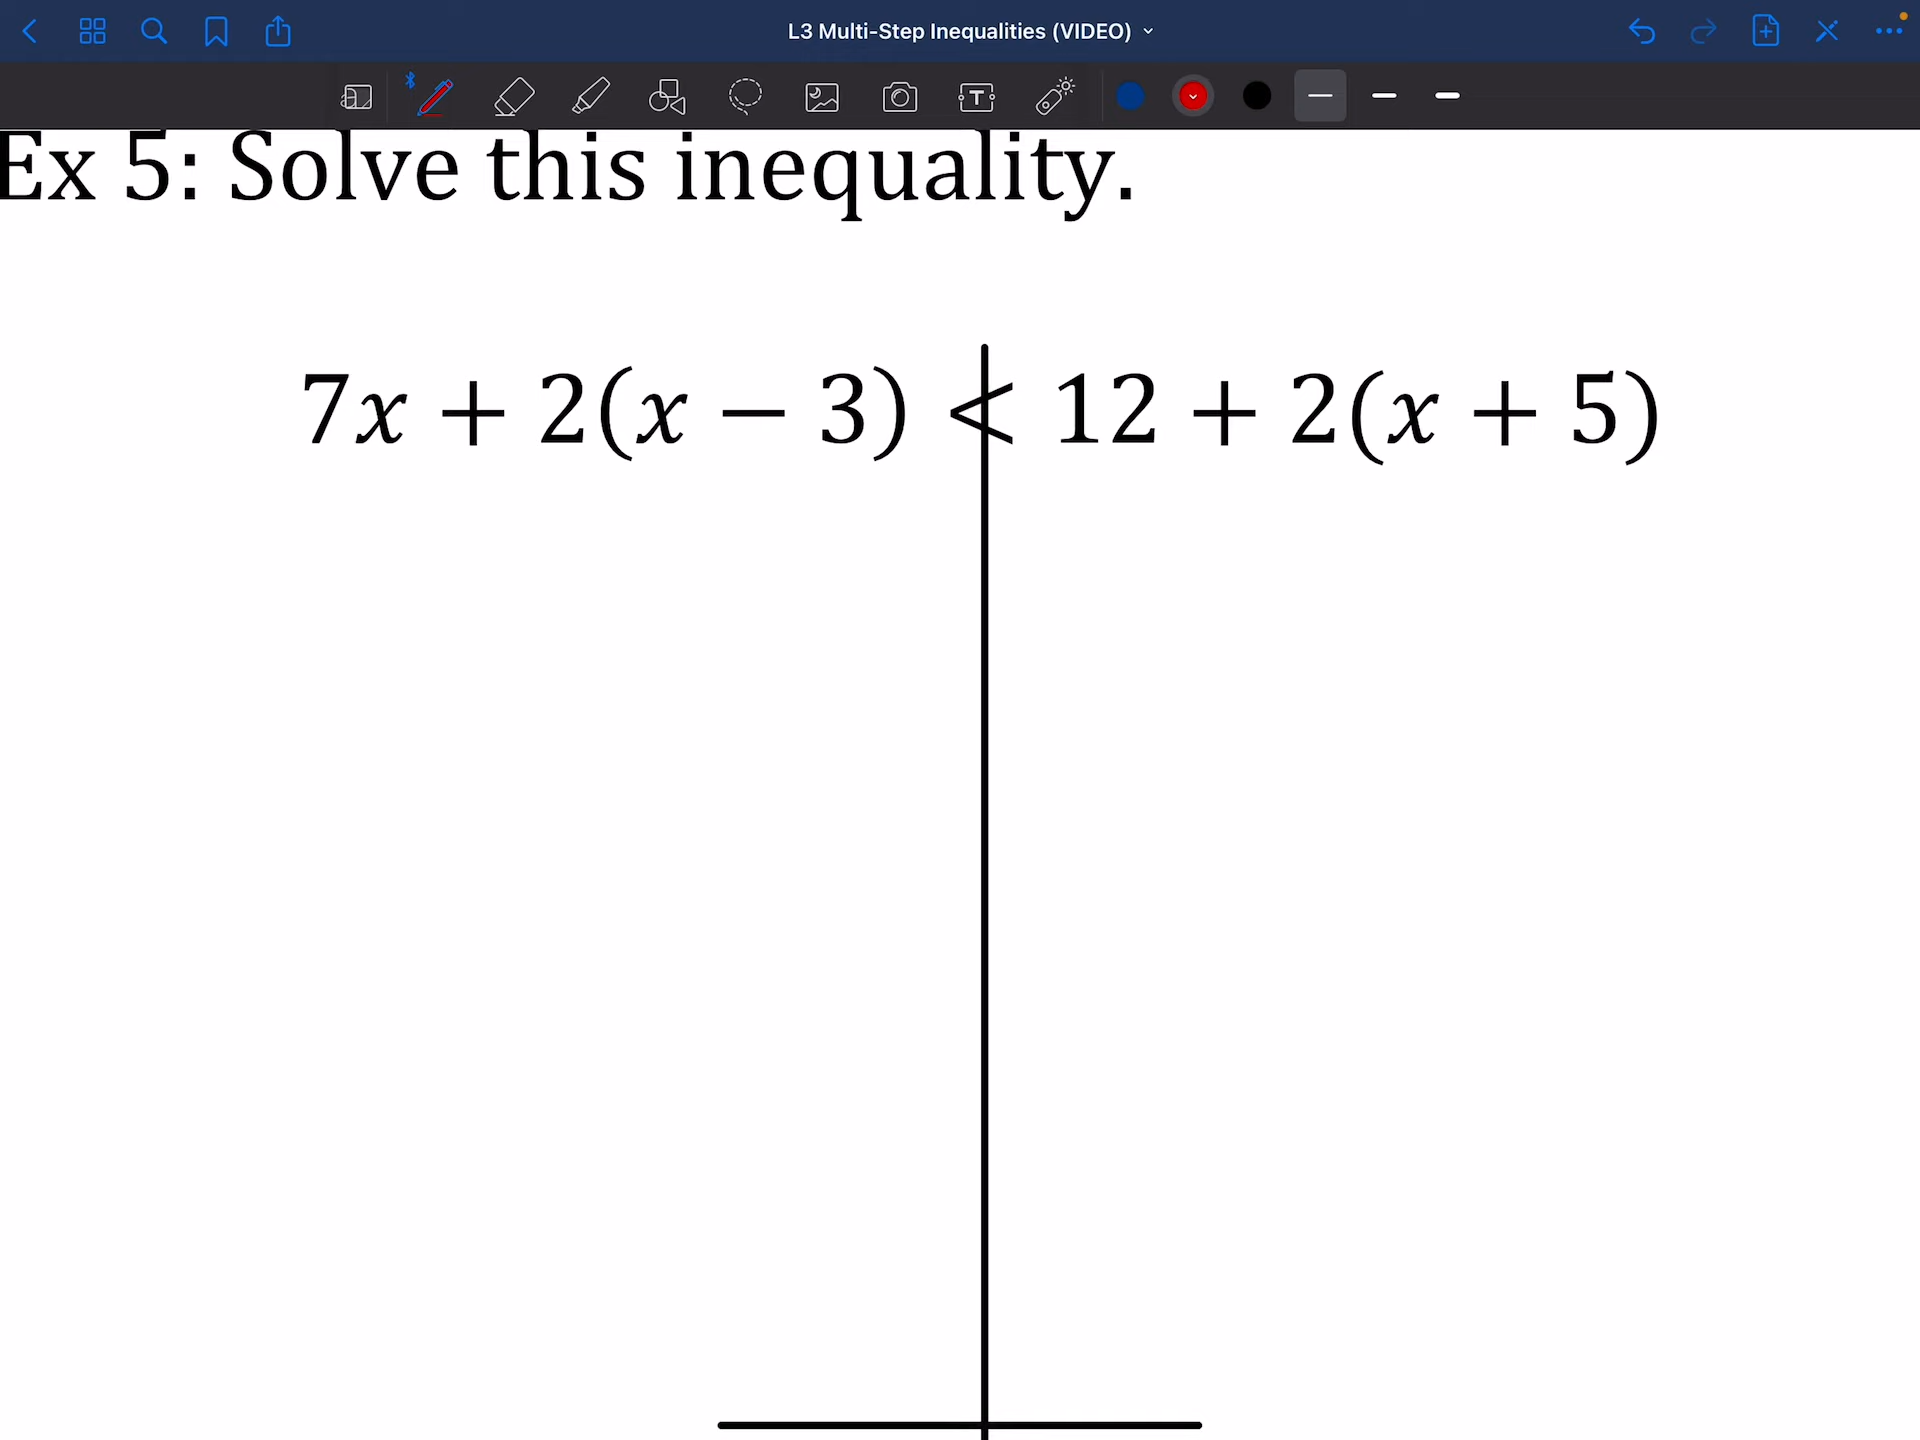 L3 Multi-Step Inequalities (VIDEO)
Ex 5: Solve this inequality.
7x + 2(x − 3) < 12 + 2(x + 5)